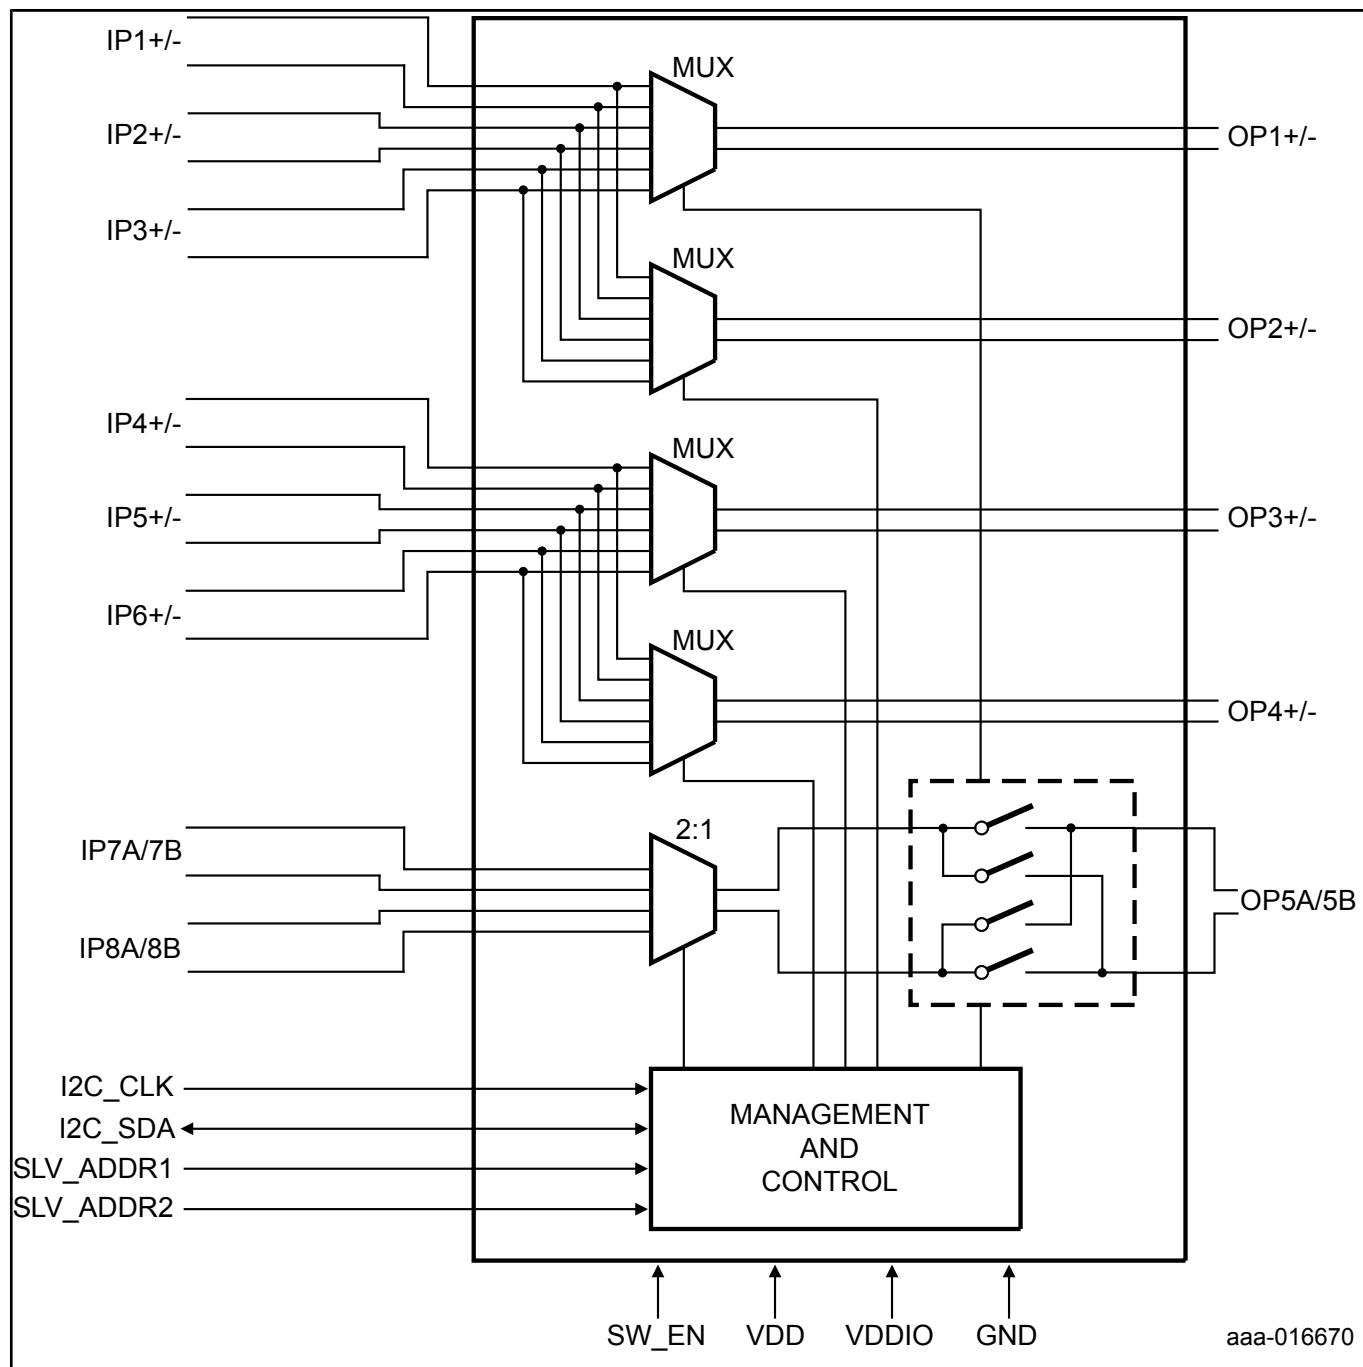 IP1+/-
MUX
IP2+/-
OP1+/-
IP3+/-
MUX
OP2+/-
IP4+/-
MUX
IP5+/-
OP3+/-
IP6+/-
MUX
OP4+/-
2:1
IP7A/7B
OP5A/5B
IP8A/8B
I2C_CLK
I2C_SDA
SLV_ADDR1
SLV_ADDR2
MANAGEMENT
AND
CONTROL
SW_EN
VDD
VDDIO
GND
aaa-016670